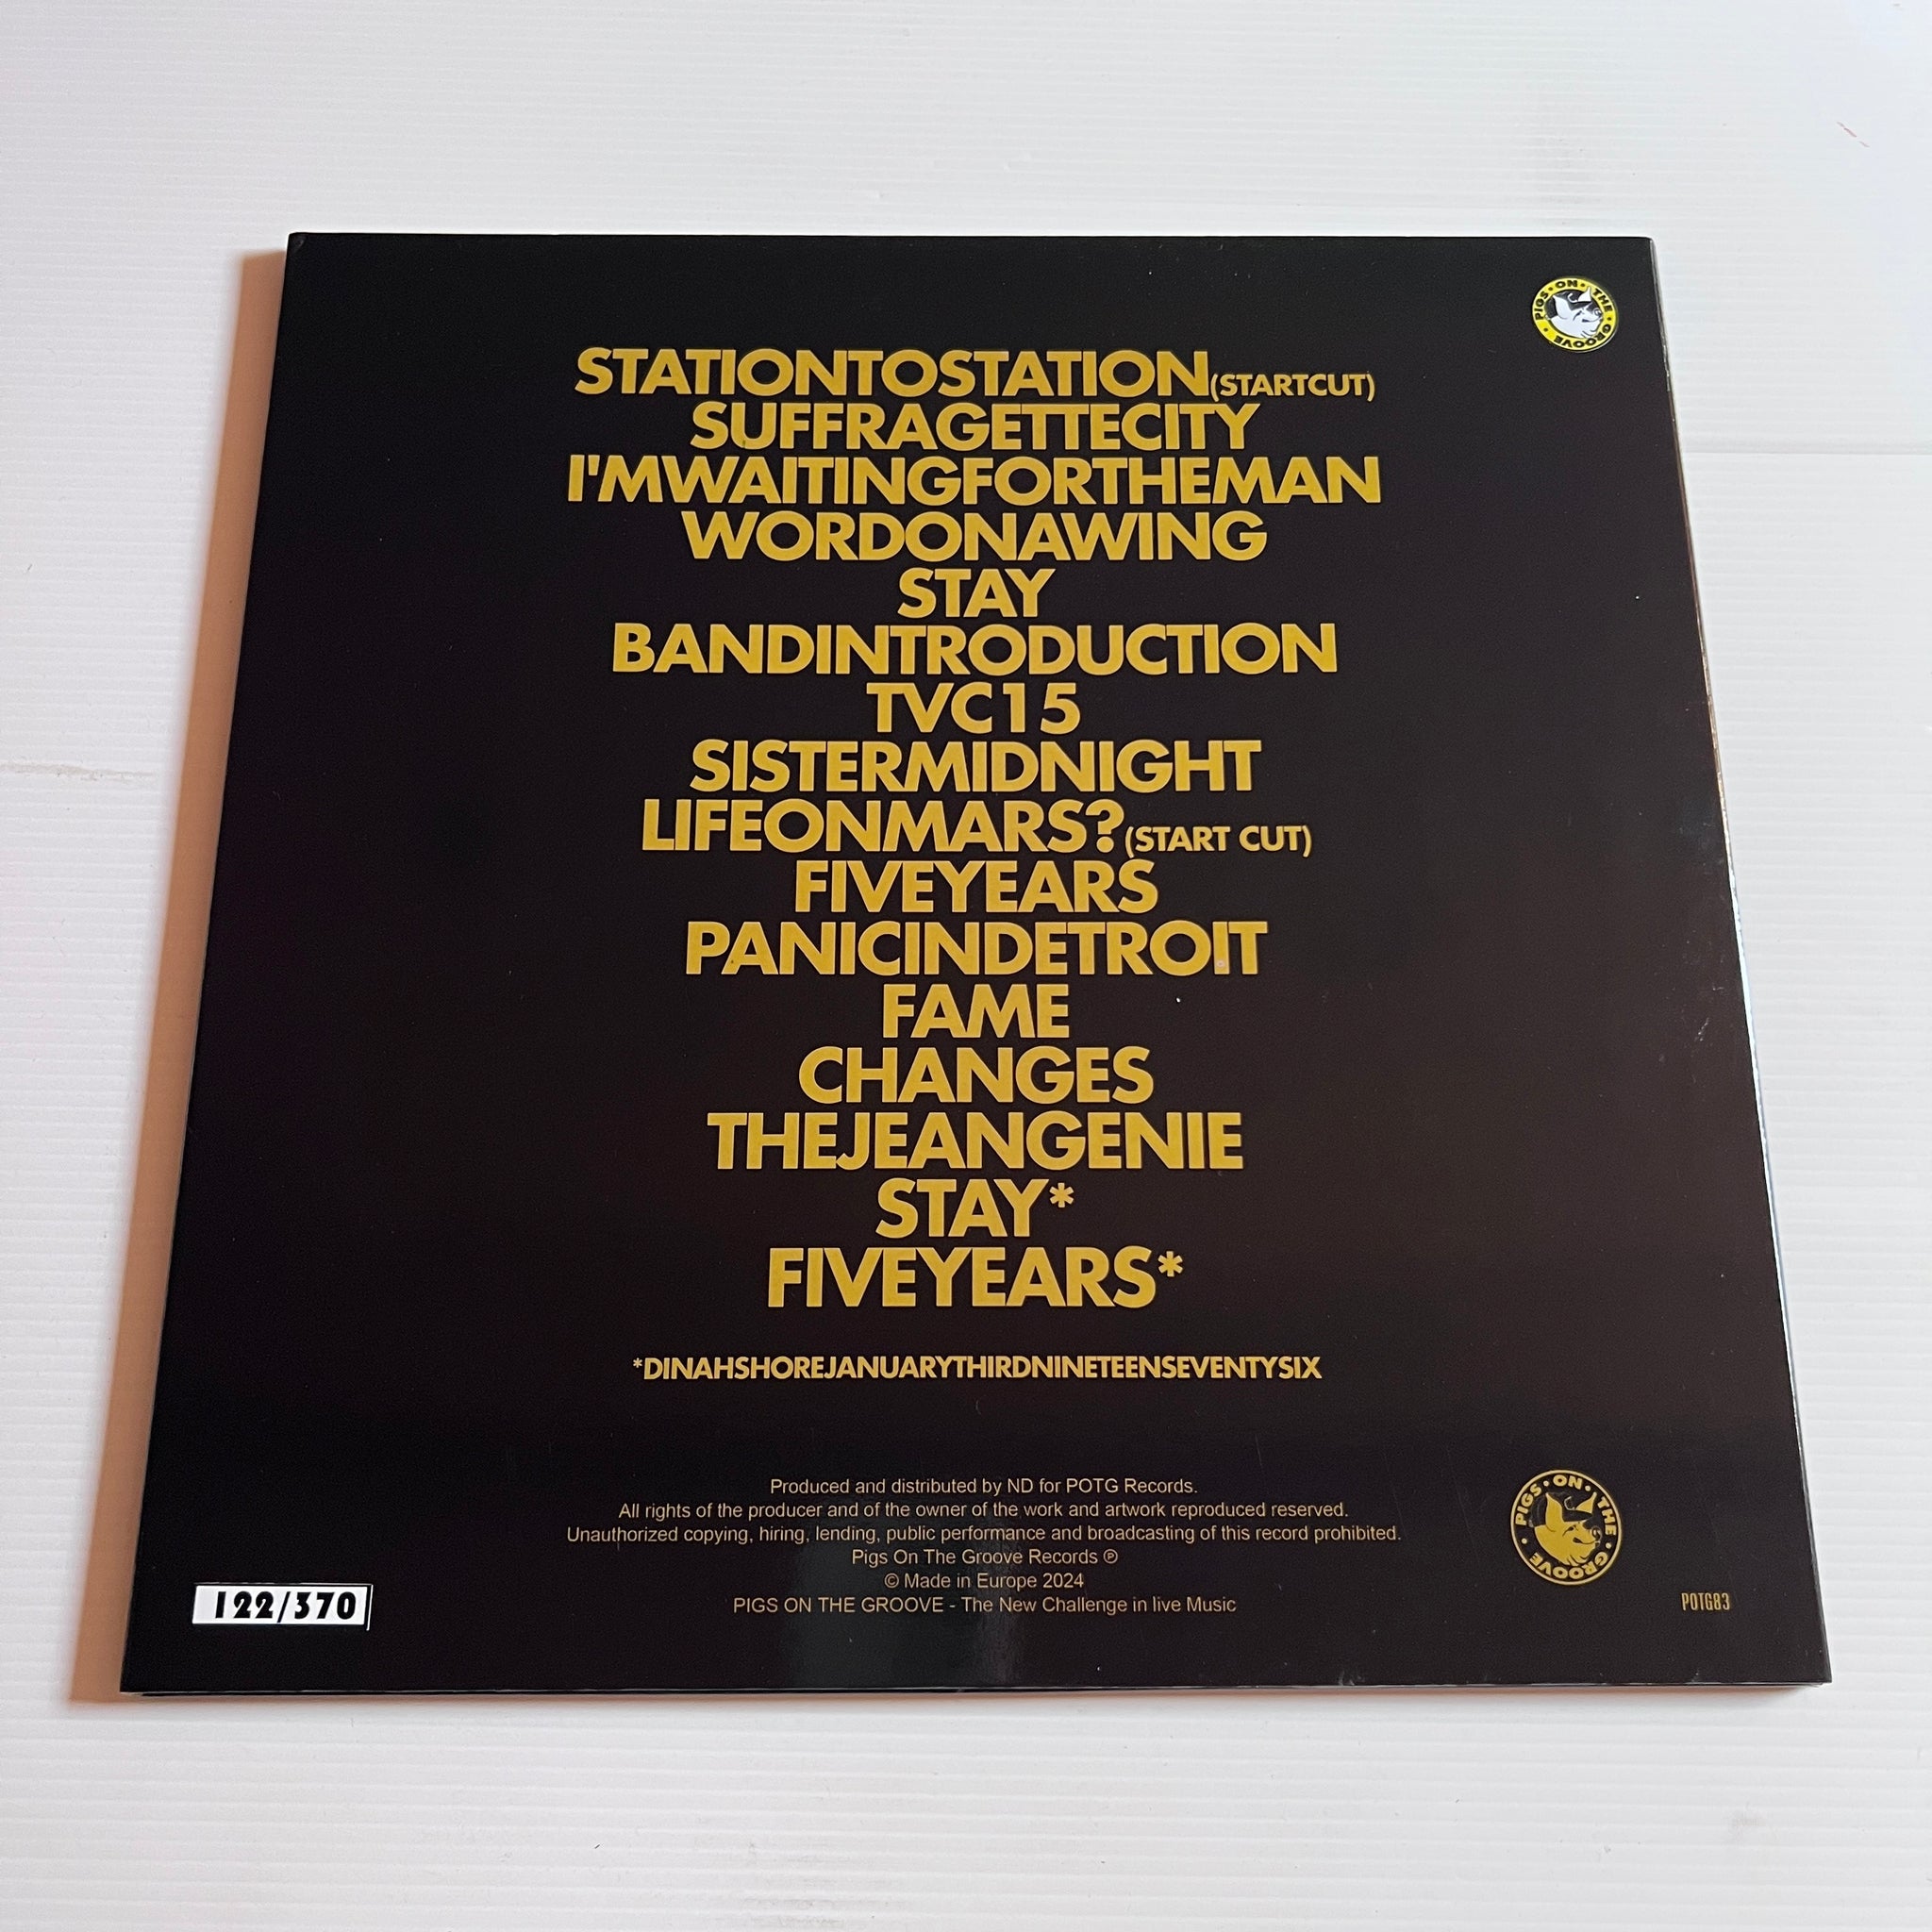 PIGS • ON • THE • GROOVE •
STATIONTOSTATION(STARTCUT)
SUFFRAGETTECITY
I'MWAITINGFORTHEMAN
WORDONAWING
STAY
BANDINTRODUCTION
TVC15
SISTERMIDNIGHT
LIFEONMARS?(START CUT)
FIVEYEARS
PANICINDETROIT
FAME
CHANGES
THEJEANGENIE
STAY*
FIVEYEARS*
*DINAHSHOREJANUARYTHIRDNINETEENSEVENTYSIX
Produced and distributed by ND for POTG Records.
All rights of the producer and of the owner of the work and artwork reproduced reserved.
Unauthorized copying, hiring, lending, public performance and broadcasting of this record prohibited.
Pigs On The Groove Records ℗
© Made in Europe 2024
PIGS ON THE GROOVE - The New Challenge in live Music
PIGS • ON • THE • GROOVE •
122/370
POTG83